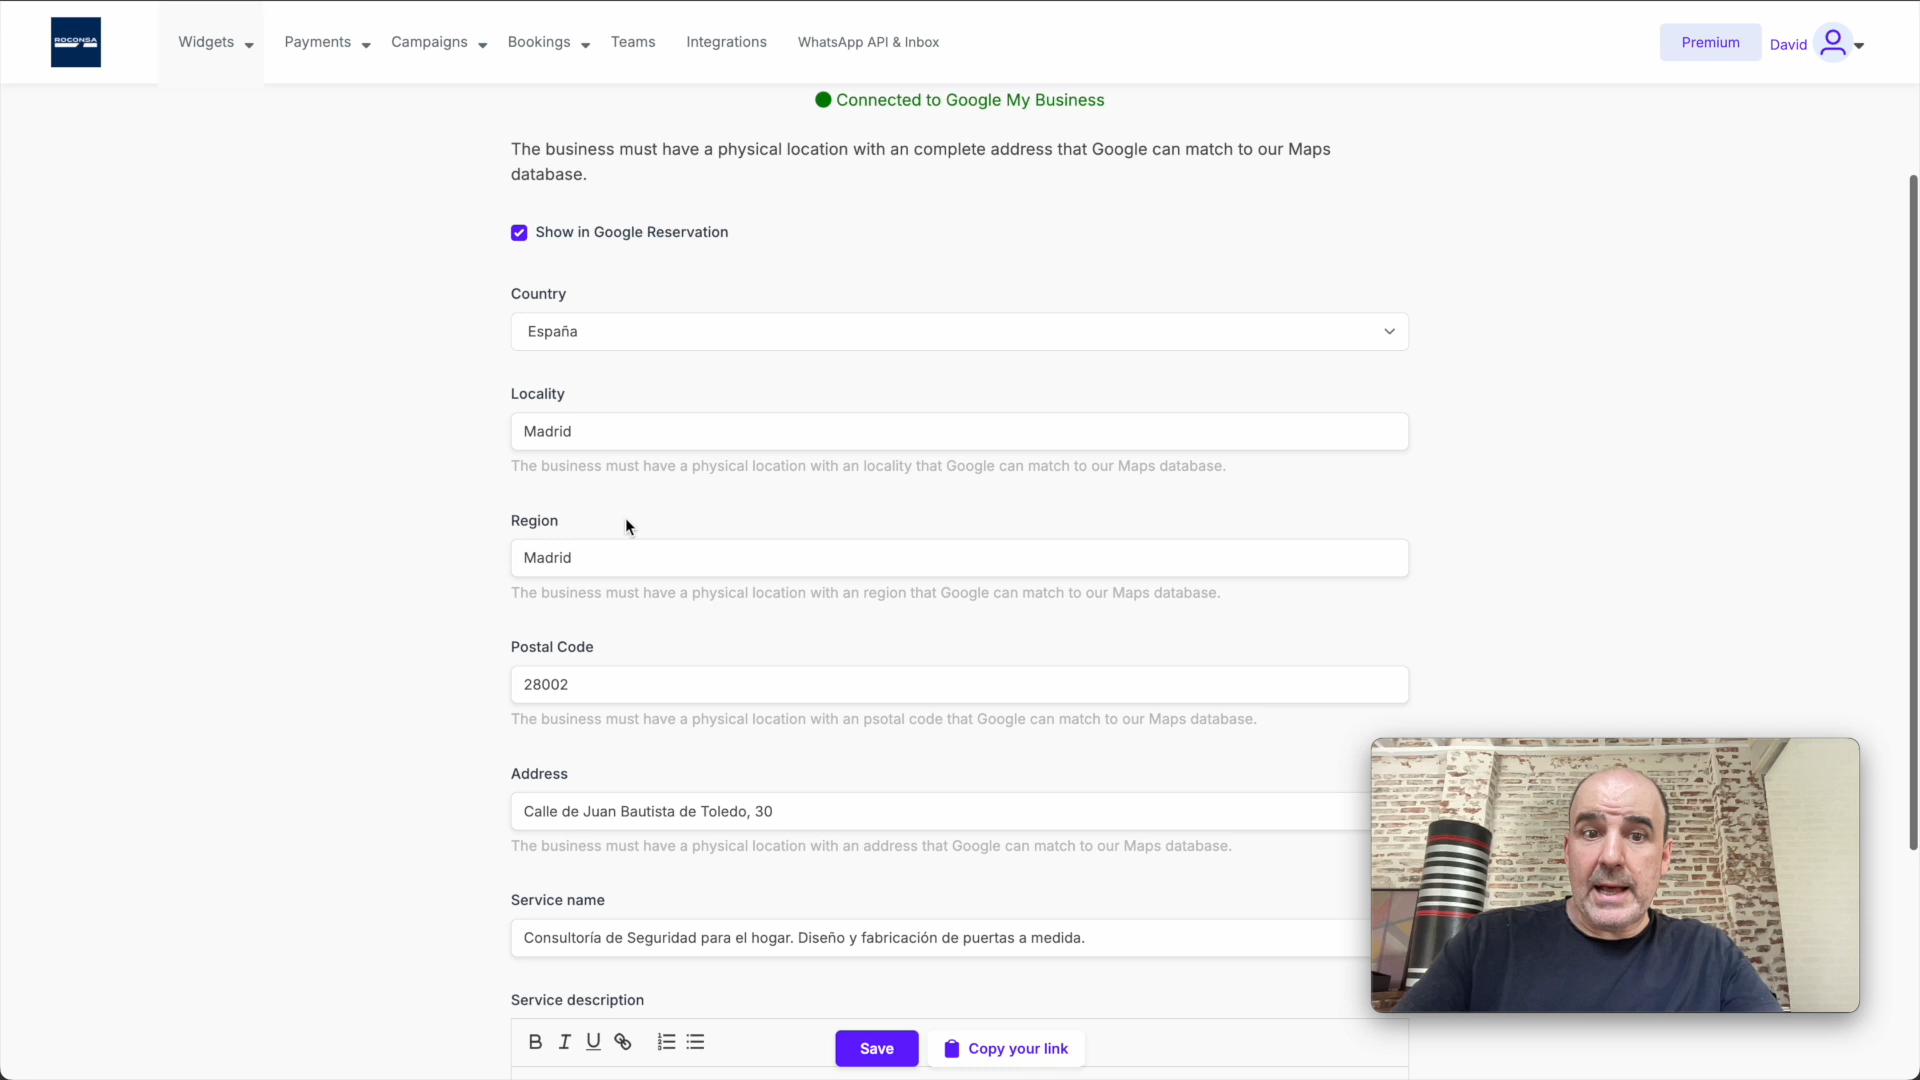 ROCONSA
Widgets Payments Campaigns Bookings Teams Integrations WhatsApp API & Inbox Premium David
Connected to Google My Business
The business must have a physical location with an complete address that Google can match to our Maps
database.
Show in Google Reservation
Country
España
Locality
Madrid
The business must have a physical location with an locality that Google can match to our Maps database.
Region
Madrid
The business must have a physical location with an region that Google can match to our Maps database.
Postal Code
28002
The business must have a physical location with an psotal code that Google can match to our Maps database.
Address
Calle de Juan Bautista de Toledo, 30
The business must have a physical location with an address that Google can match to our Maps database.
Service name
Consultoría de Seguridad para el hogar. Diseño y fabricación de puertas a medida.
Service description
B I U
Save Copy your link